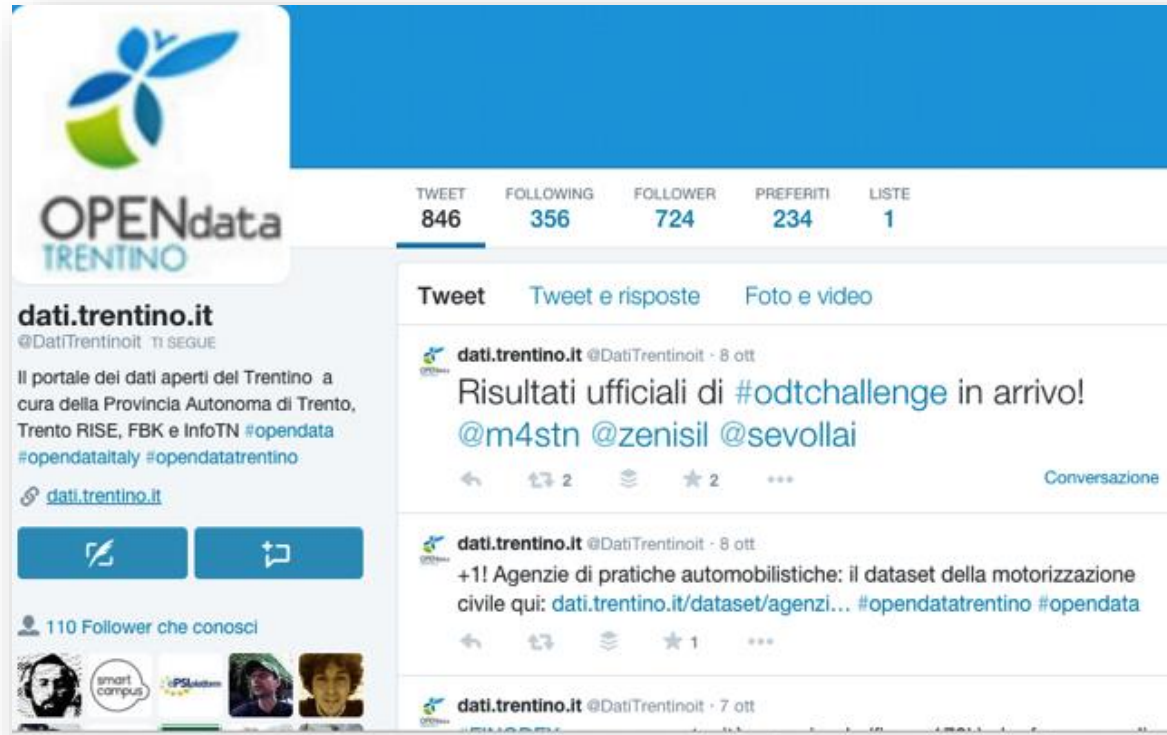 OPENdata
TRENTINO
dati.trentino.it
@DatiTrentinoit TI SEGUE
Il portale dei dati aperti del Trentino a
cura della Provincia Autonoma di Trento,
Trento RISE, FBK e InfoTN #opendata
#opendataitaly #opendatatrentino
dati.trentino.it
110 Follower che conosci
smart
campus
ePSIplatform
TWEET FOLLOWING FOLLOWER PREFERITI LISTE
846 356 724 234 1
Tweet Tweet e risposte Foto e video
dati.trentino.it @DatiTrentinoit · 8 ott
Risultati ufficiali di #odtchallenge in arrivo!
@m4stn @zenisil @sevollai
2 2 Conversazione
dati.trentino.it @DatiTrentinoit · 8 ott
+1! Agenzie di pratiche automobilistiche: il dataset della motorizzazione
civile qui: dati.trentino.it/dataset/agenzi... #opendatatrentino #opendata
1
dati.trentino.it @DatiTrentinoit · 7 ott